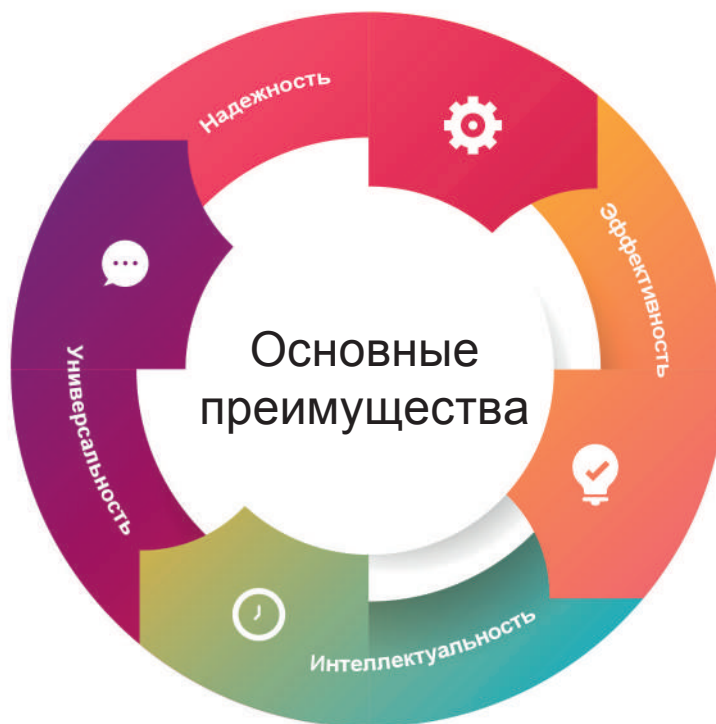 Надежность
Эффективность
Основные
преимущества
Универсальность
Интеллектуальность